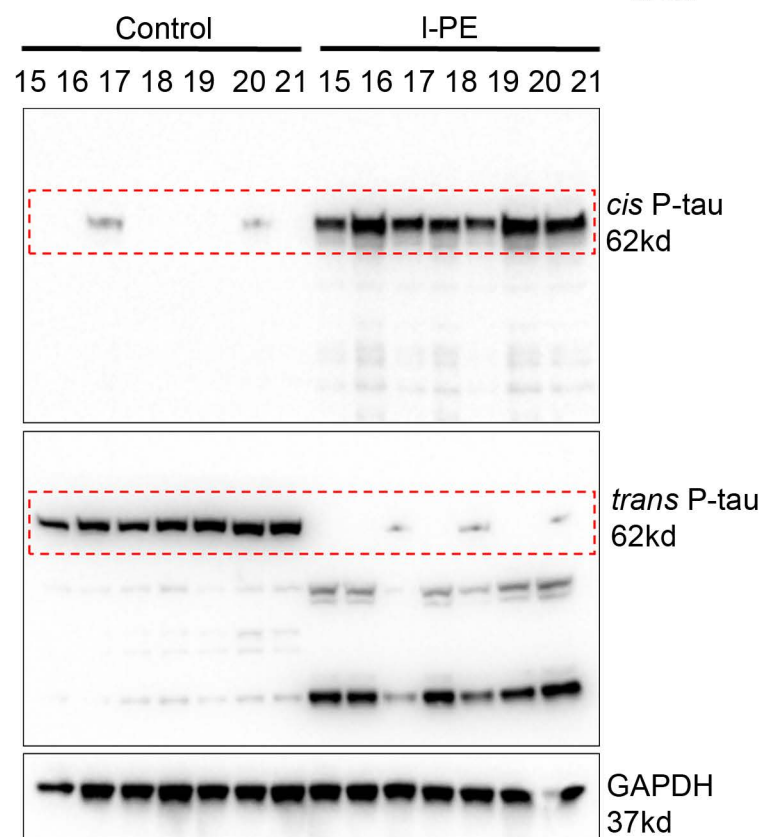 Control I-PE
15 16 17 18 19 20 21 15 16 17 18 19 20 21
cis P-tau
62kd
trans P-tau
62kd
GAPDH
37kd